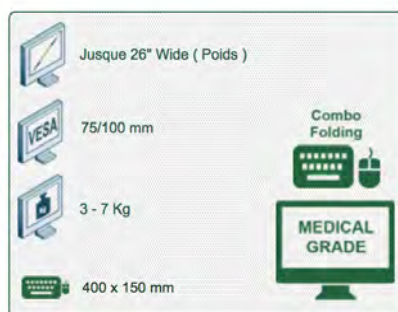 Jusque 26" Wide ( Poids )
VESA
75/100 mm
3 - 7 Kg
400 x 150 mm
Combo
Folding
MEDICAL
GRADE